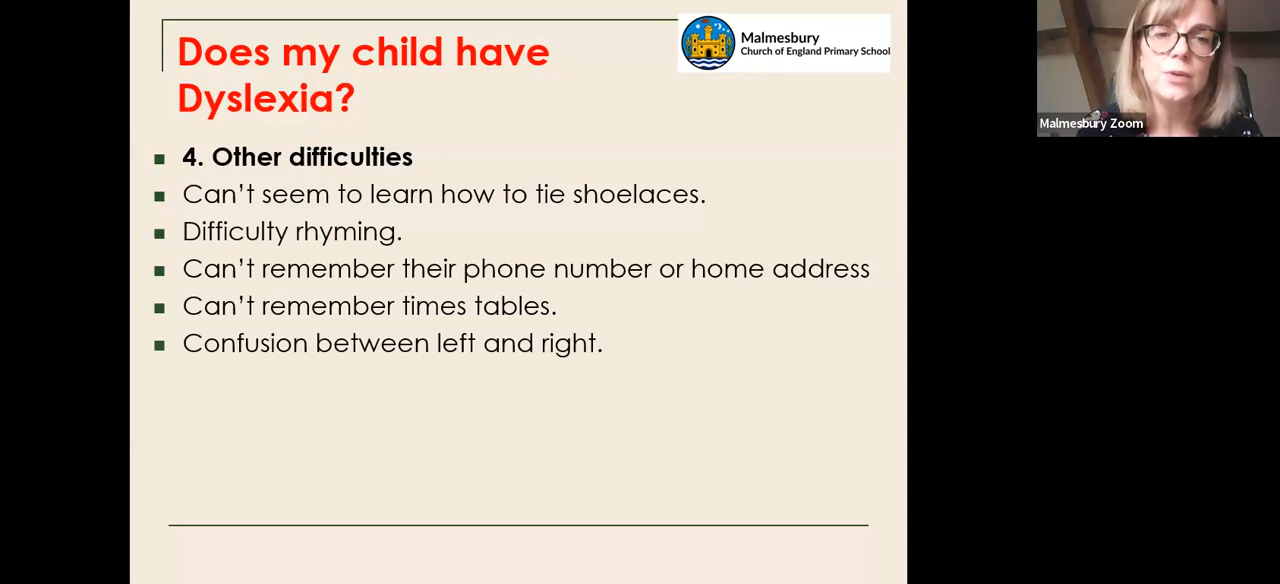 Does my child have
Dyslexia?
Malmesbury
Church of England Primary School
Malmesbury Zoom
4. Other difficulties
Can’t seem to learn how to tie shoelaces.
Difficulty rhyming.
Can’t remember their phone number or home address
Can’t remember times tables.
Confusion between left and right.